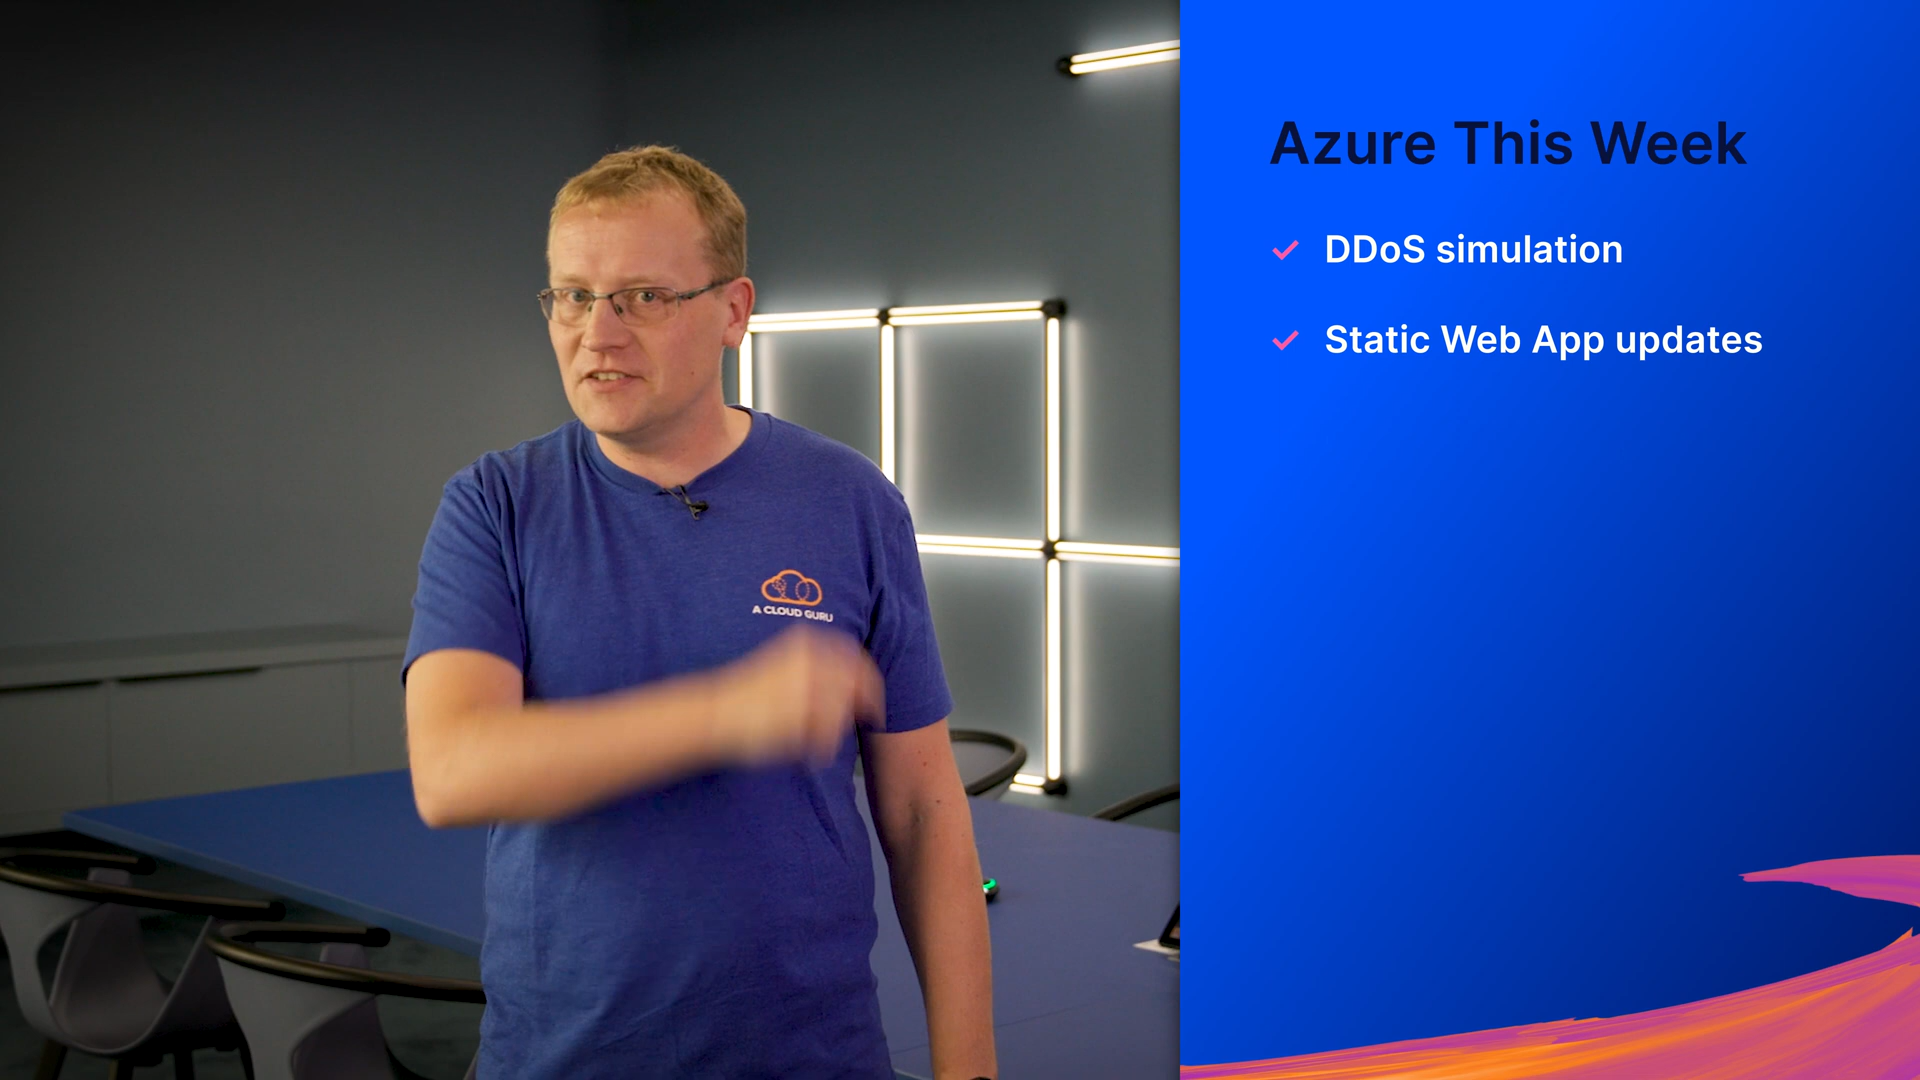 Azure This Week
DDoS simulation
Static Web App updates
A CLOUD GURU